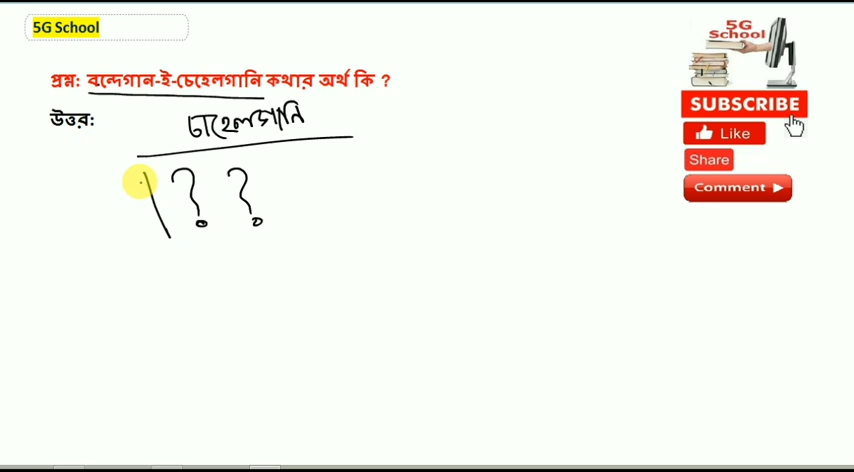 5G School
5G
SCHOOL
প্রশ্ন: বন্দেগান-ই-চেহেলগানি কথার অর্থ কি ?
উত্তর: চাহেলগানি
SUBSCRIBE
Like
Share
Comment
? ?